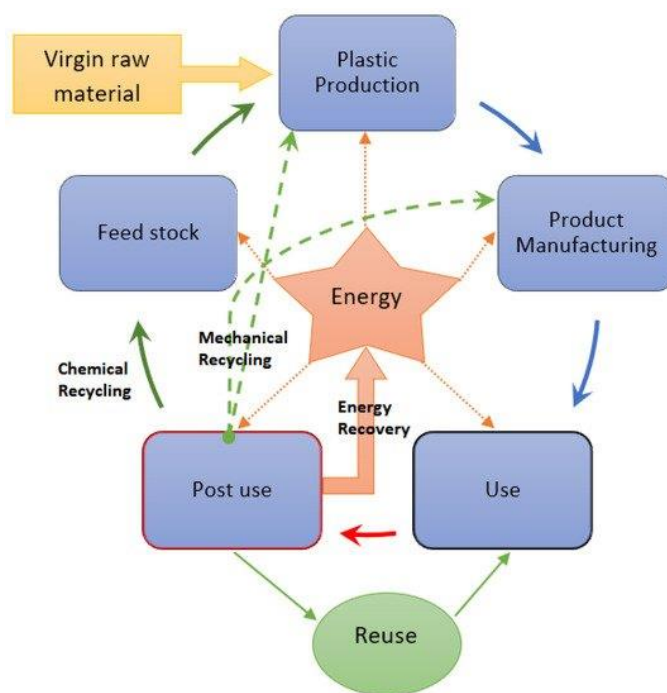 Virgin raw
material
Plastic
Production
Feed stock
Product
Manufacturing
Energy
Mechanical
Recycling
Chemical
Recycling
Energy
Recovery
Post use
Use
Reuse